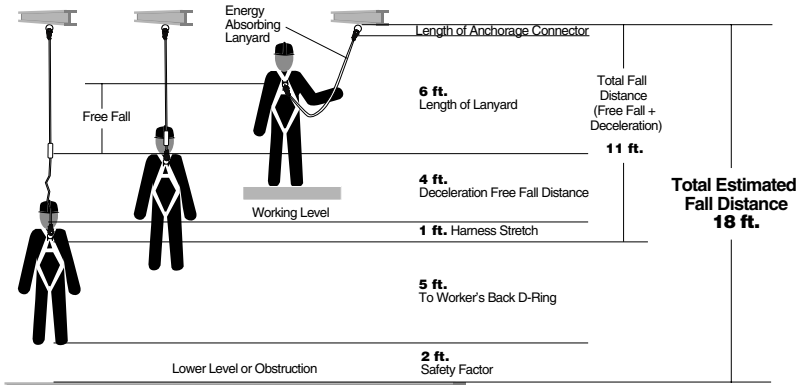 Energy
Absorbing
Lanyard
Length of Anchorage Connector
6 ft.
Length of Lanyard
Total Fall
Distance
(Free Fall +
Deceleration)
11 ft.
Free Fall
4 ft.
Deceleration Free Fall Distance
Working Level
Total Estimated
Fall Distance
18 ft.
1 ft. Harness Stretch
5 ft.
To Worker's Back D-Ring
2 ft.
Safety Factor
Lower Level or Obstruction